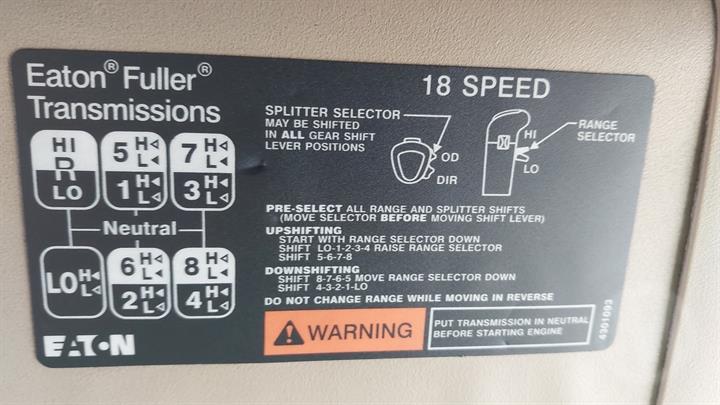 Eaton® Fuller®
Transmissions
18 SPEED
SPLITTER SELECTOR
MAY BE SHIFTED
IN ALL GEAR SHIFT
LEVER POSITIONS
OD
DIR
HI
LO
RANGE
SELECTOR
HI
R
LO
5 H L
1 H L
7 H L
3 H L
Neutral
LO H L
6 H L
2 H L
8 H L
4 H L
PRE-SELECT ALL RANGE AND SPLITTER SHIFTS
(MOVE SELECTOR BEFORE MOVING SHIFT LEVER)
UPSHIFTING
START WITH RANGE SELECTOR DOWN
SHIFT LO-1-2-3-4 RAISE RANGE SELECTOR
SHIFT 5-6-7-8
DOWNSHIFTING
SHIFT 8-7-6-5 MOVE RANGE SELECTOR DOWN
SHIFT 4-3-2-1-LO
DO NOT CHANGE RANGE WHILE MOVING IN REVERSE
WARNING
PUT TRANSMISSION IN NEUTRAL
BEFORE STARTING ENGINE
EATON
4301093